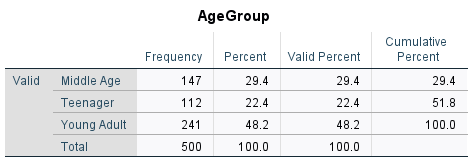 AgeGroup
Frequency Percent Valid Percent Cumulative Percent
Valid Middle Age 147 29.4 29.4 29.4
Teenager 112 22.4 22.4 51.8
Young Adult 241 48.2 48.2 100.0
Total 500 100.0 100.0